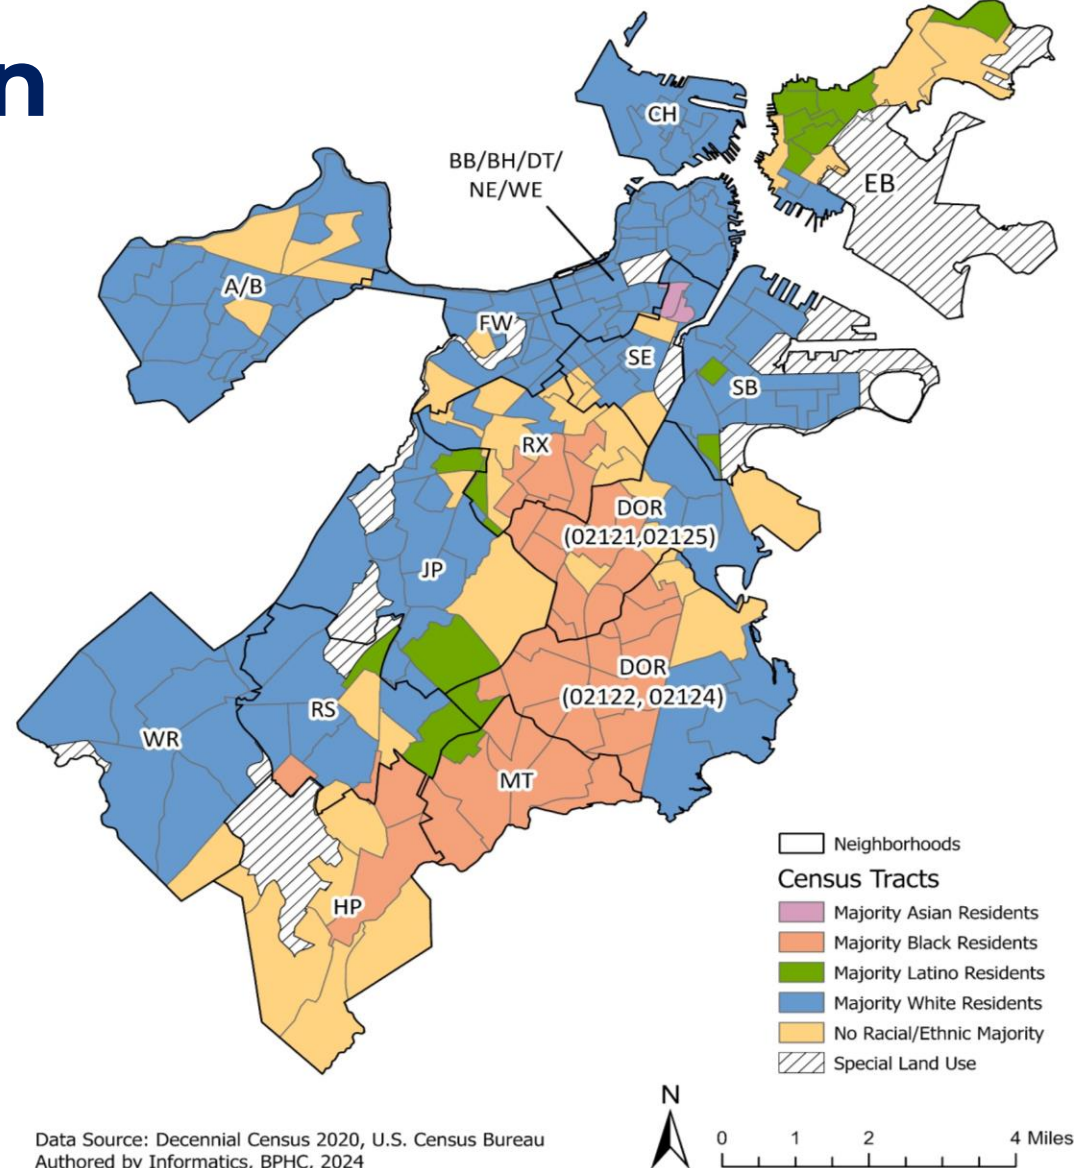 n
CH
BB/BH/DT/
NE/WE
EB
A/B
FW
SE
SB
RX
DOR
(02121,02125)
JP
DOR
(02122, 02124)
RS
WR
MT
HP
Neighborhoods
Census Tracts
Majority Asian Residents
Majority Black Residents
Majority Latino Residents
Majority White Residents
No Racial/Ethnic Majority
Special Land Use
N
0 1 2 4 Miles
Data Source: Decennial Census 2020, U.S. Census Bureau
Authored by Informatics, BPHC, 2024